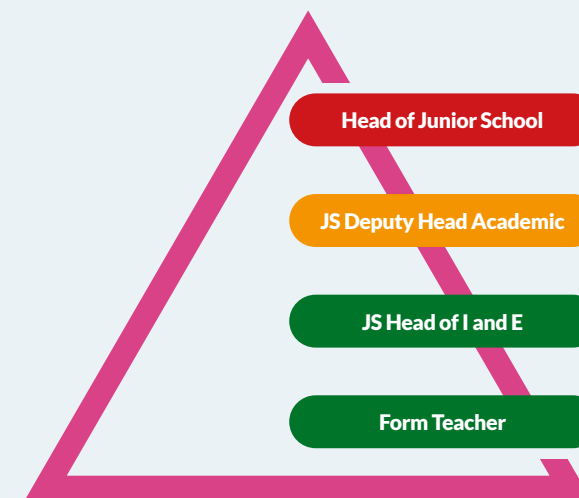 Head of Junior School
JS Deputy Head Academic
JS Head of I and E
Form Teacher